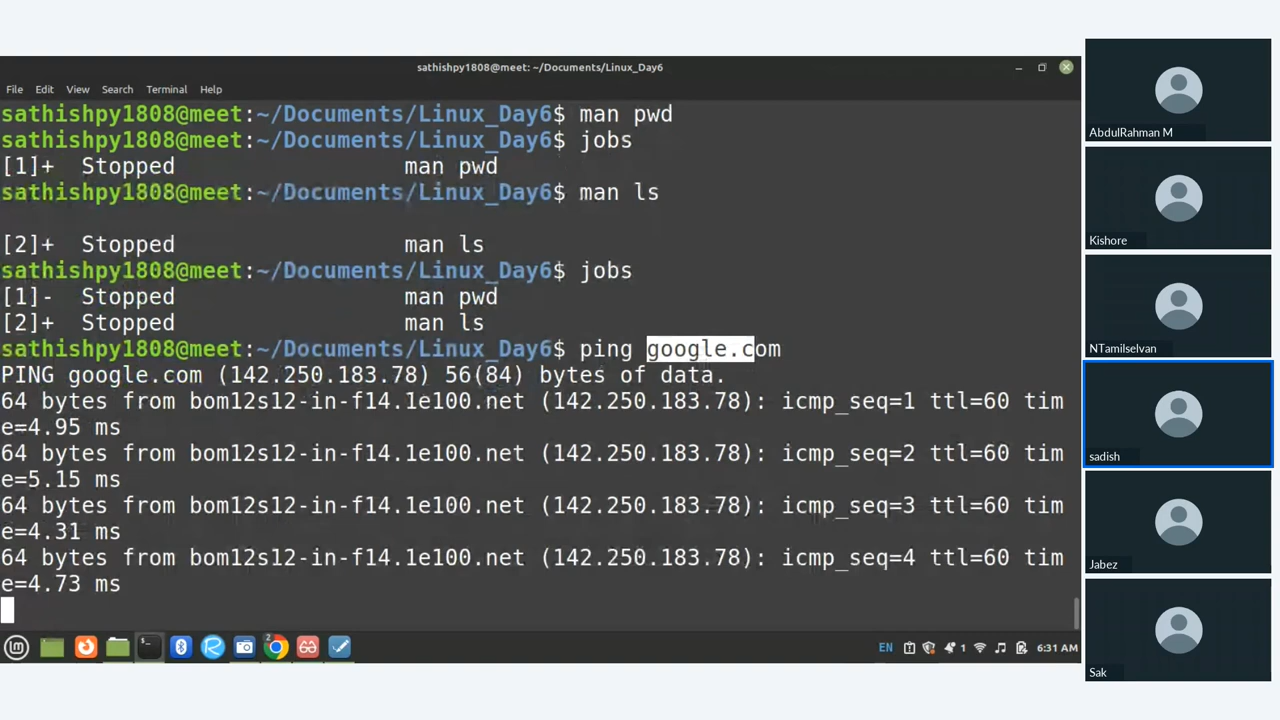 sathishpy1808@meet: ~/Documents/Linux_Day6
File Edit View Search Terminal Help
sathishpy1808@meet:~/Documents/Linux_Day6$ man pwd
sathishpy1808@meet:~/Documents/Linux_Day6$ jobs
[1]+  Stopped                 man pwd
sathishpy1808@meet:~/Documents/Linux_Day6$ man ls
[2]+  Stopped                 man ls
sathishpy1808@meet:~/Documents/Linux_Day6$ jobs
[1]-  Stopped                 man pwd
[2]+  Stopped                 man ls
sathishpy1808@meet:~/Documents/Linux_Day6$ ping google.com
PING google.com (142.250.183.78) 56(84) bytes of data.
64 bytes from bom12s12-in-f14.1e100.net (142.250.183.78): icmp_seq=1 ttl=60 tim
e=4.95 ms
64 bytes from bom12s12-in-f14.1e100.net (142.250.183.78): icmp_seq=2 ttl=60 tim
e=5.15 ms
64 bytes from bom12s12-in-f14.1e100.net (142.250.183.78): icmp_seq=3 ttl=60 tim
e=4.31 ms
64 bytes from bom12s12-in-f14.1e100.net (142.250.183.78): icmp_seq=4 ttl=60 tim
e=4.73 ms
2
EN 1 6:31 AM
AbdulRahman M
Kishore
NTamilselvan
sadish
Jabez
Sak